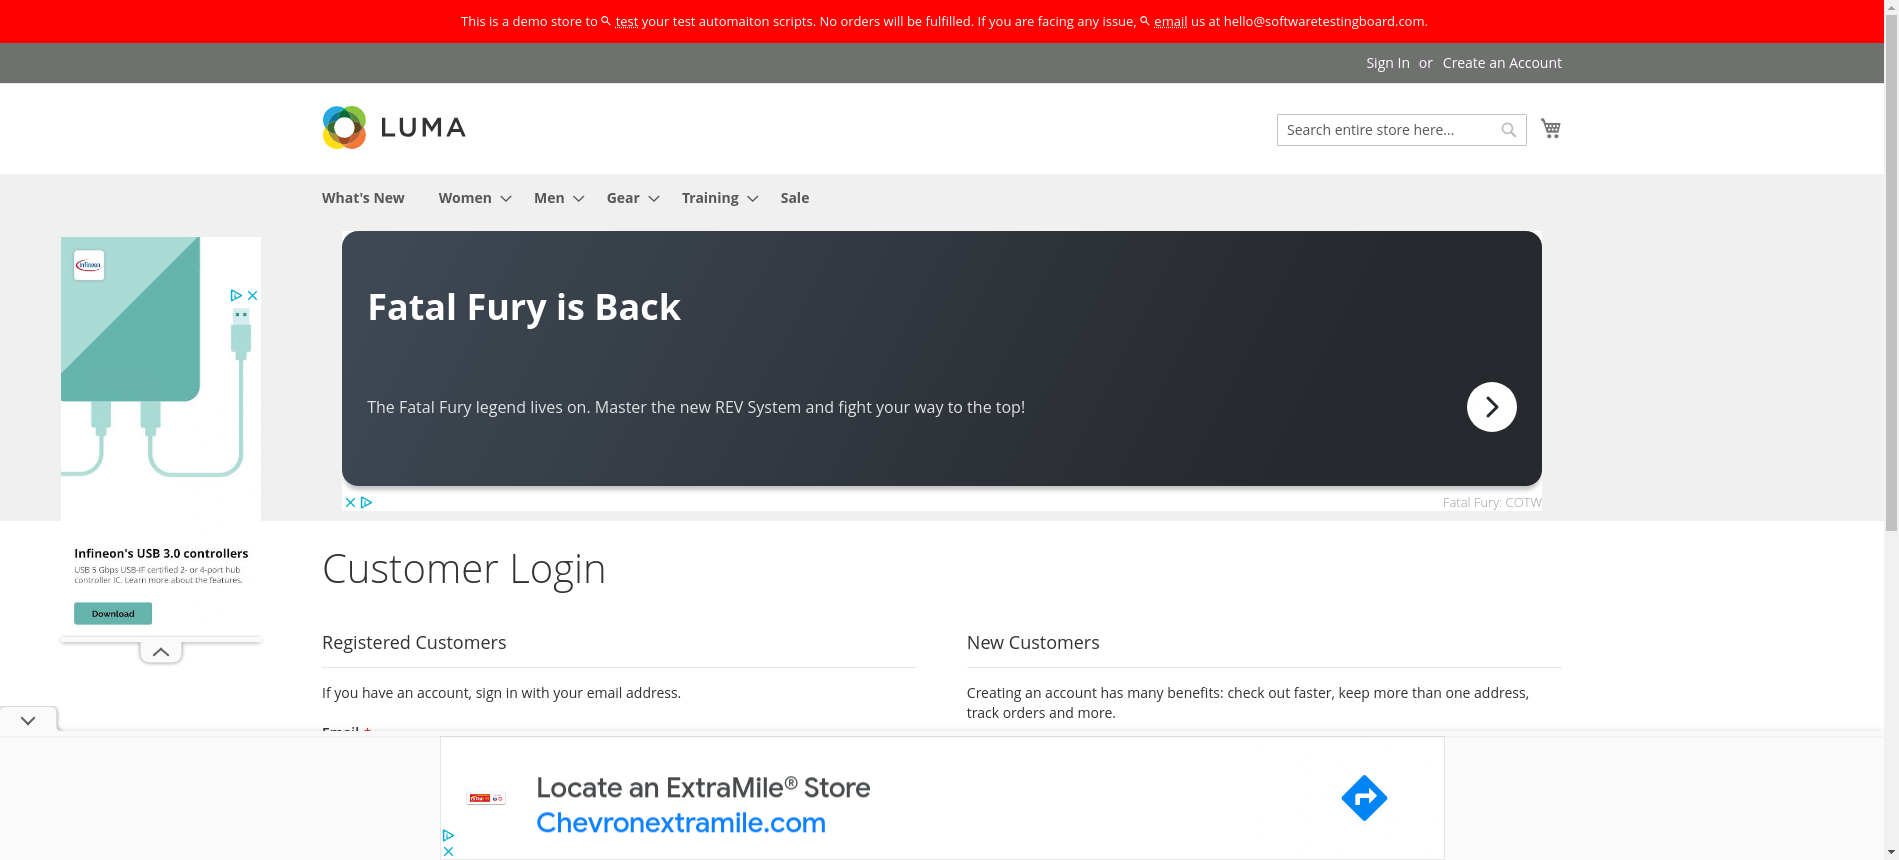 This is a demo store to test your test automaiton scripts. No orders will be fulfilled. If you are facing any issue, email us at hello@softwaretestingboard.com.
Sign In or Create an Account
LUMA
Search entire store here...
What's New Women Men Gear Training Sale
infineon
Fatal Fury is Back
The Fatal Fury legend lives on. Master the new REV System and fight your way to the top!
Fatal Fury: COTW
Infineon's USB 3.0 controllers
USB 5 Gbps USB-IF certified 2- or 4-port hub
controller IC. Learn more about the features.
Download
Customer Login
Registered Customers
If you have an account, sign in with your email address.
Email *
New Customers
Creating an account has many benefits: check out faster, keep more than one address,
track orders and more.
Locate an ExtraMile® Store
Chevronextramile.com